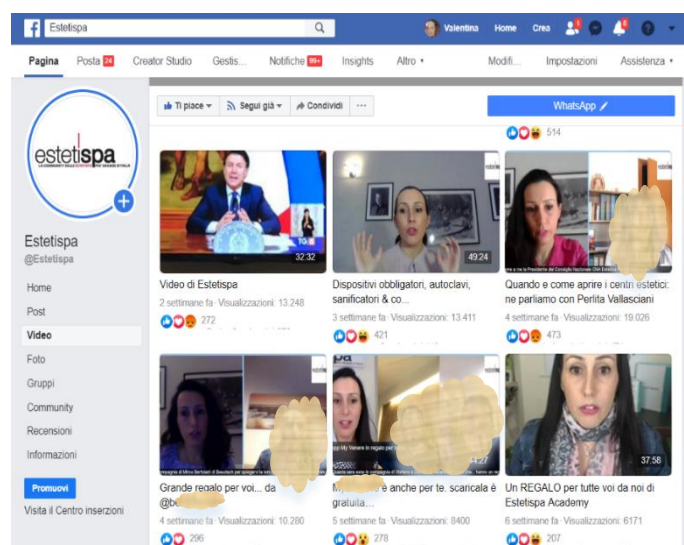 Estetispa
Valentina Home Crea
Pagina Posta 24 Creator Studio Gestis... Notifiche 99+ Insights Altro Modifi... Impostazioni Assistenza
Ti piace Segui già Condividi ... WhatsApp
514
estetispa
32:32
49:24
Estetispa
@Estetispa
Home
Post
Video
Foto
Gruppi
Community
Recensioni
Informazioni
Promuovi
Visita il Centro inserzioni
Video di Estetispa
2 settimane fa · Visualizzazioni: 13.248
272
Dispositivi obbligatori, autoclavi,
sanificatori & co...
3 settimane fa · Visualizzazioni: 13.411
421
Quando e come aprire i centri estetici:
ne parliamo con Perlita Vallasciani
4 settimane fa · Visualizzazioni: 19.026
473
Grande regalo per voi... da
4 settimane fa · Visualizzazioni: 10.280
296
è anche per te. scaricala è
gratuita...
5 settimane fa · Visualizzazioni: 8400
278
37:58
Un REGALO per tutte voi da noi di
Estetispa Academy
6 settimane fa · Visualizzazioni: 6171
207